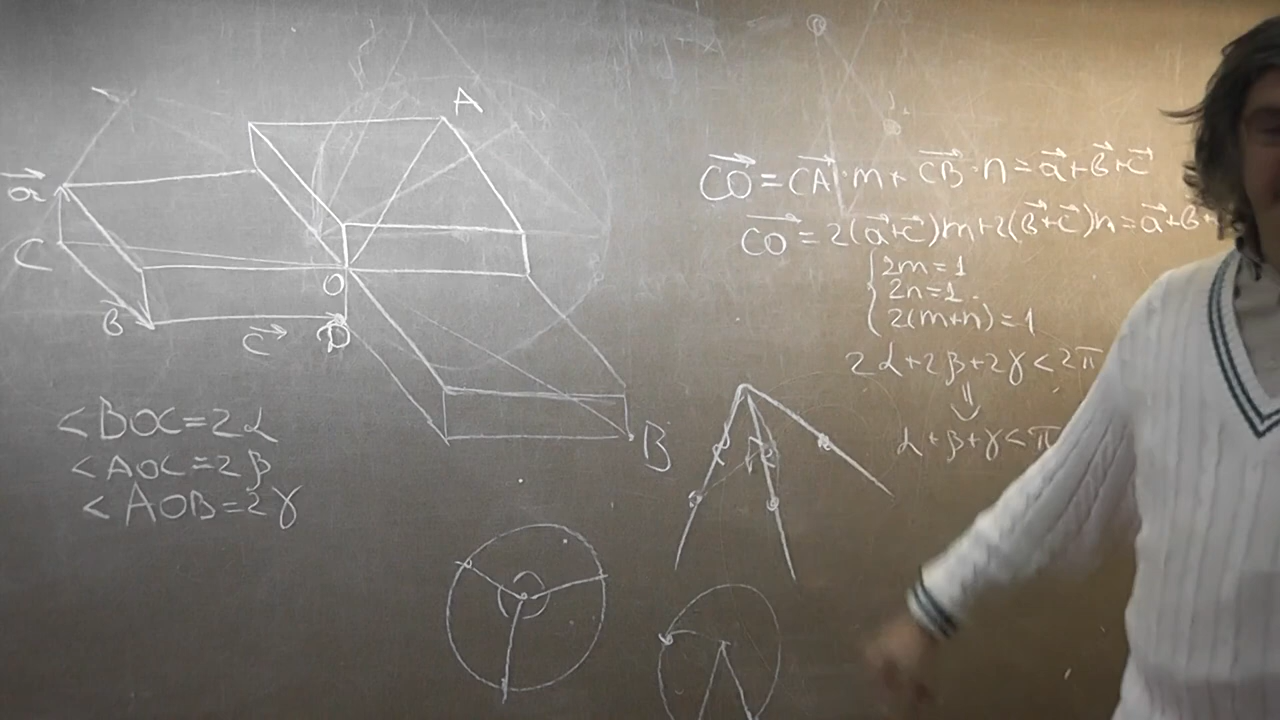 A
a⃗
C
O
в⃗
c⃗
D
B
<BOC=2α
<AOC=2β
<AOB=2γ
CO⃗ = CA⃗·m + CB⃗·n = a⃗+в⃗+c⃗
CO⃗ = 2(a⃗+c⃗)m+2(в⃗+c⃗)n=a⃗+в+
2m=1
2n=1
2(m+n)=1
2α+2β+2γ<2π
⇓
α+β+γ<π